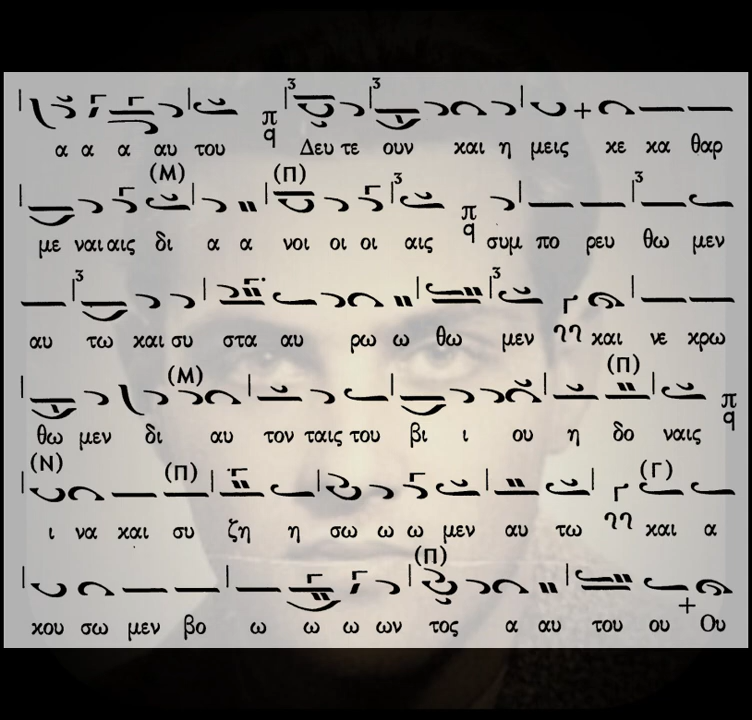 α α α αυ του π q Δευ τε ουν και η μεις κε κα θαρ
(Μ) (Π)
με ναι αις δι α α νοι οι οι αις π q συμ πο ρευ θω μεν
αυ τω και συ στα αυ ρω ω θω μεν και νε κρω
(Μ) (Π)
θω μεν δι αυ τον ταις του βι ι ου η δο ναις π q
(Ν) (Π) (Γ)
ι να και συ ζη η σω ω ω μεν αυ τω και α
(Π)
κου σω μεν βο ω ω ω ων τος α αυ του ου Ου